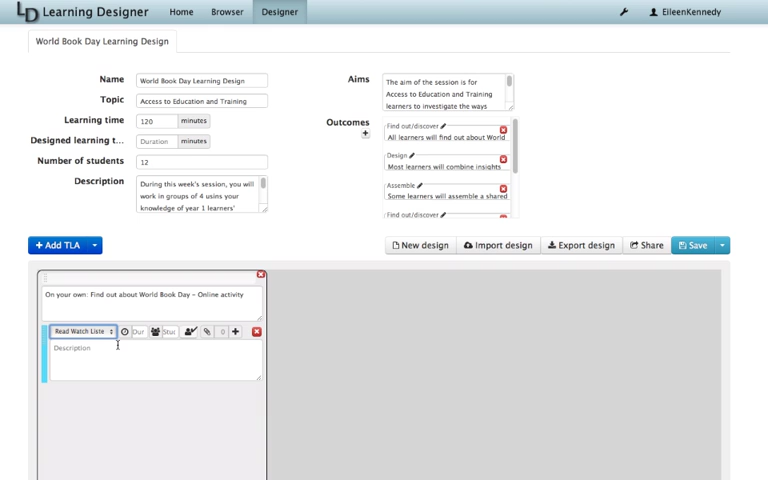 LD Learning Designer Home Browser Designer EileenKennedy
World Book Day Learning Design
Name World Book Day Learning Design
Topic Access to Education and Training
Learning time 120 minutes
Designed learning t... Duration minutes
Number of students 12
Description During this week's session, you will
work in groups of 4 usins your
knowledge of year 1 learners'
Aims The aim of the session is for
Access to Education and Training
learners to investigate the ways
Outcomes
+
Find out/discover
All learners will find out about World
Design
Most learners will combine insights
Assemble
Some learners will assemble a shared
Find out/discover
+ Add TLA New design Import design Export design Share Save
On your own: Find out about World Book Day - Online activity
Read Watch Liste Dur Stuc 0 +
Description